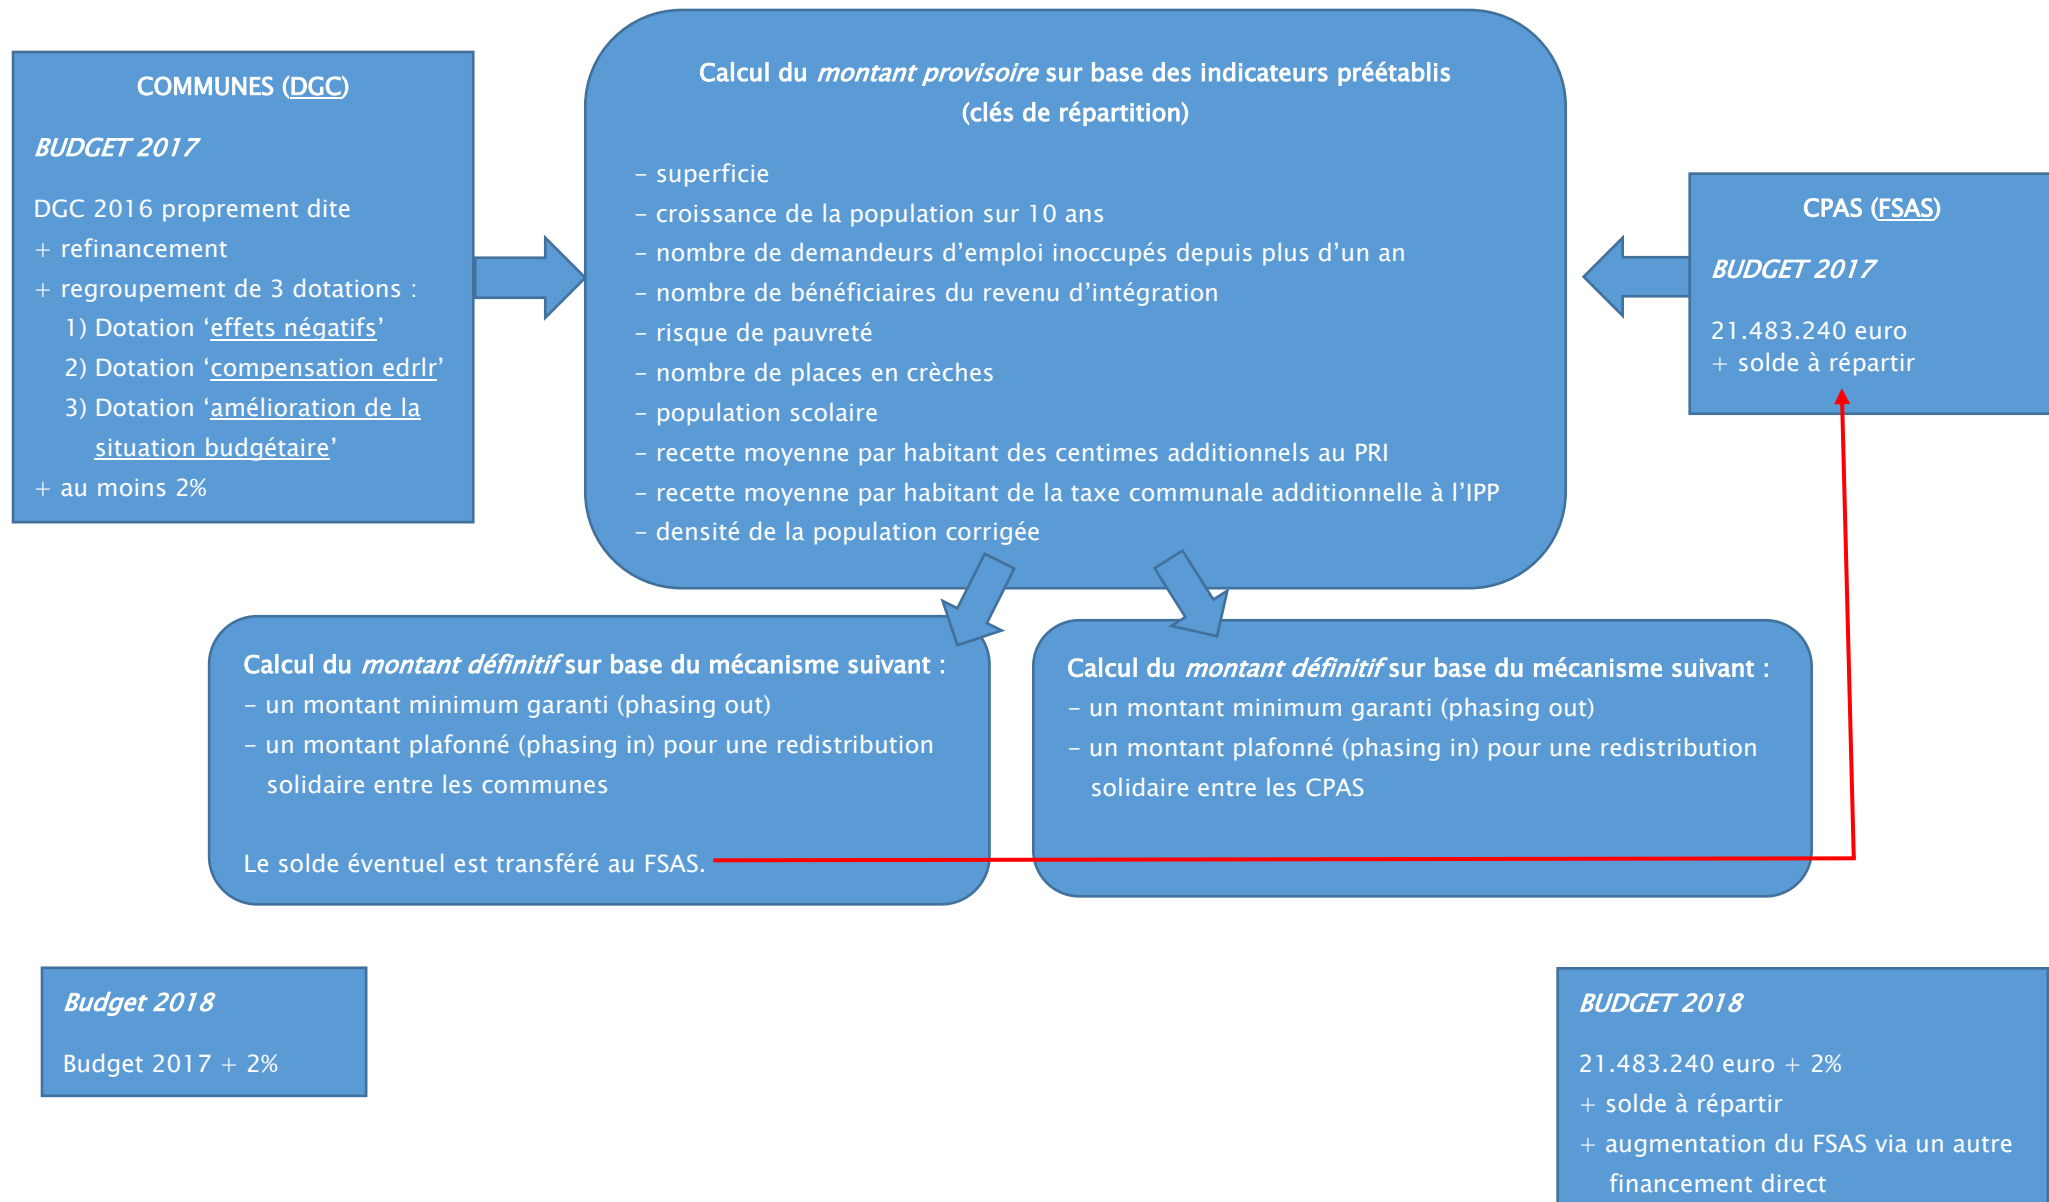 COMMUNES (DGC)
BUDGET 2017
DGC 2016 proprement dite
+ refinancement
+ regroupement de 3 dotations :
1) Dotation ‘effets négatifs’
2) Dotation ‘compensation edrlr’
3) Dotation ‘amélioration de la
situation budgétaire’
+ au moins 2%
Calcul du montant provisoire sur base des indicateurs préétablis
(clés de répartition)
- superficie
- croissance de la population sur 10 ans
- nombre de demandeurs d’emploi inoccupés depuis plus d’un an
- nombre de bénéficiaires du revenu d’intégration
- risque de pauvreté
- nombre de places en crèches
- population scolaire
- recette moyenne par habitant des centimes additionnels au PRI
- recette moyenne par habitant de la taxe communale additionnelle à l’IPP
- densité de la population corrigée
CPAS (FSAS)
BUDGET 2017
21.483.240 euro
+ solde à répartir
Calcul du montant définitif sur base du mécanisme suivant :
- un montant minimum garanti (phasing out)
- un montant plafonné (phasing in) pour une redistribution
solidaire entre les communes
Le solde éventuel est transféré au FSAS.
Calcul du montant définitif sur base du mécanisme suivant :
- un montant minimum garanti (phasing out)
- un montant plafonné (phasing in) pour une redistribution
solidaire entre les CPAS
Budget 2018
Budget 2017 + 2%
BUDGET 2018
21.483.240 euro + 2%
+ solde à répartir
+ augmentation du FSAS via un autre
financement direct